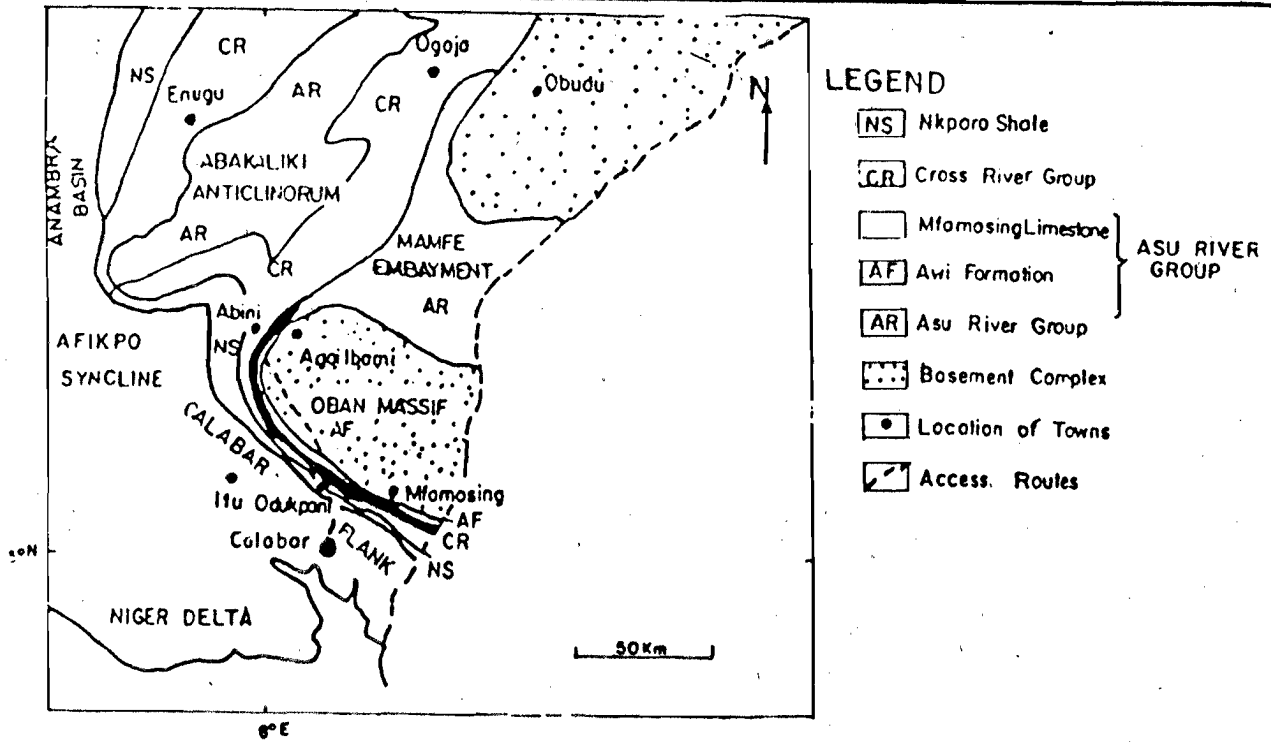 CR
Ogoja
NS
AR
CR
Obudu
Enugu
N
ABAKALIKI
ANTICLINORUM
ANAMBRA
BASIN
AR
CR
MAMFE
EMBAYMENT
AR
Abini
NS
AFIKPO
SYNCLINE
OBAN MASSIF
AF
CALABAR
FLANK
Itu
Odukpani
Mfamosing
AF
CR
NS
Calabar
NIGER DELTA
50Km
8°E
LEGEND
NS Nkporo Shale
CR Cross River Group
Mfamosing Limestone
AF Awi Formation
ASU RIVER
GROUP
AR Asu River Group
Basement Complex
Location of Towns
Access. Routes